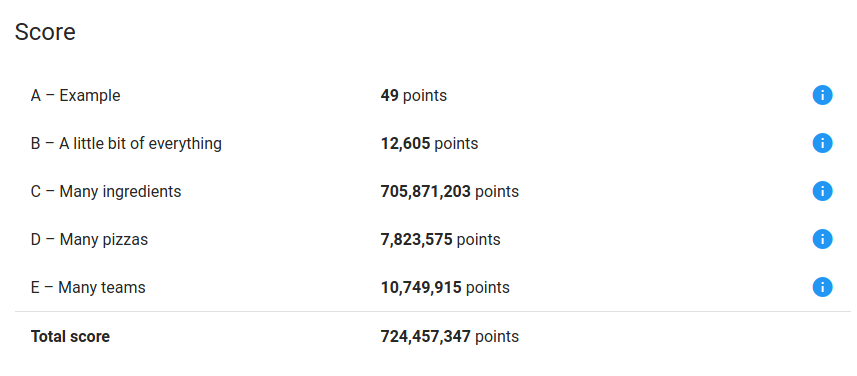 Score
A – Example 49 points
B – A little bit of everything 12,605 points
C – Many ingredients 705,871,203 points
D – Many pizzas 7,823,575 points
E – Many teams 10,749,915 points
Total score 724,457,347 points